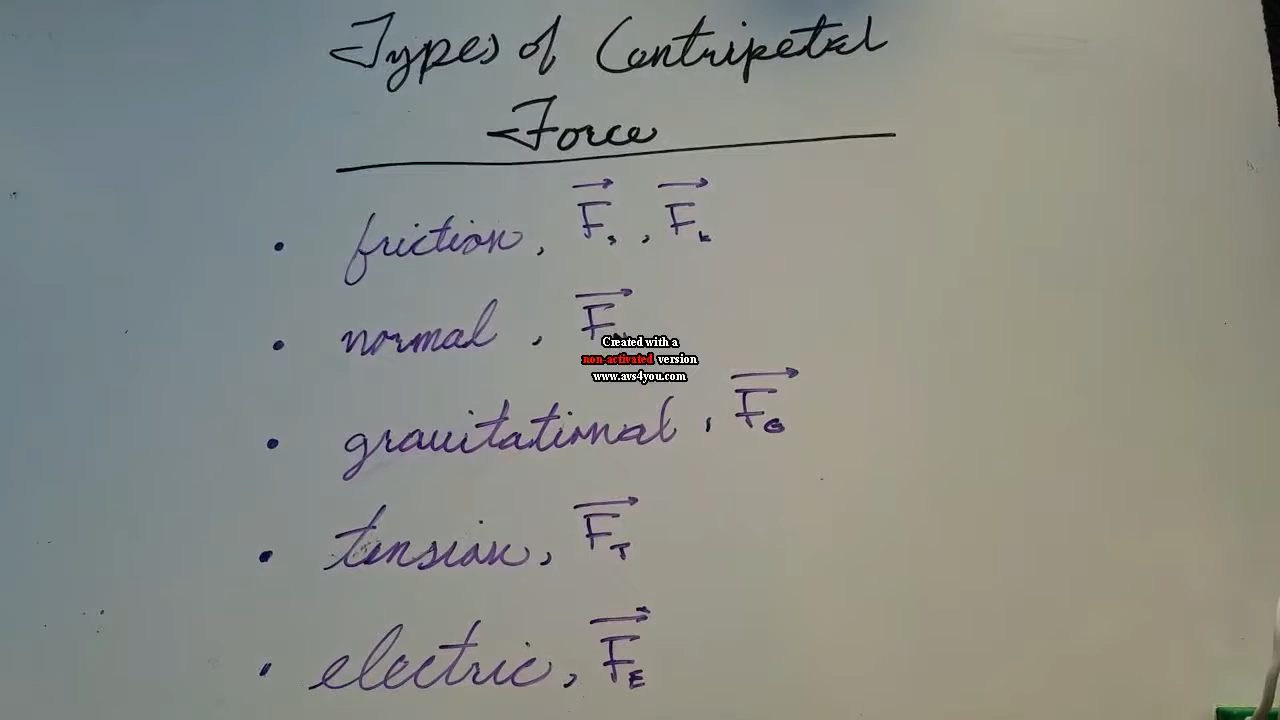 Types of Centripetal
Force
• friction, F⃗s, F⃗k
• normal, F⃗
Created with a
non-activated version
www.avs4you.com
• gravitational, F⃗G
• tension, F⃗T
• electric, F⃗E